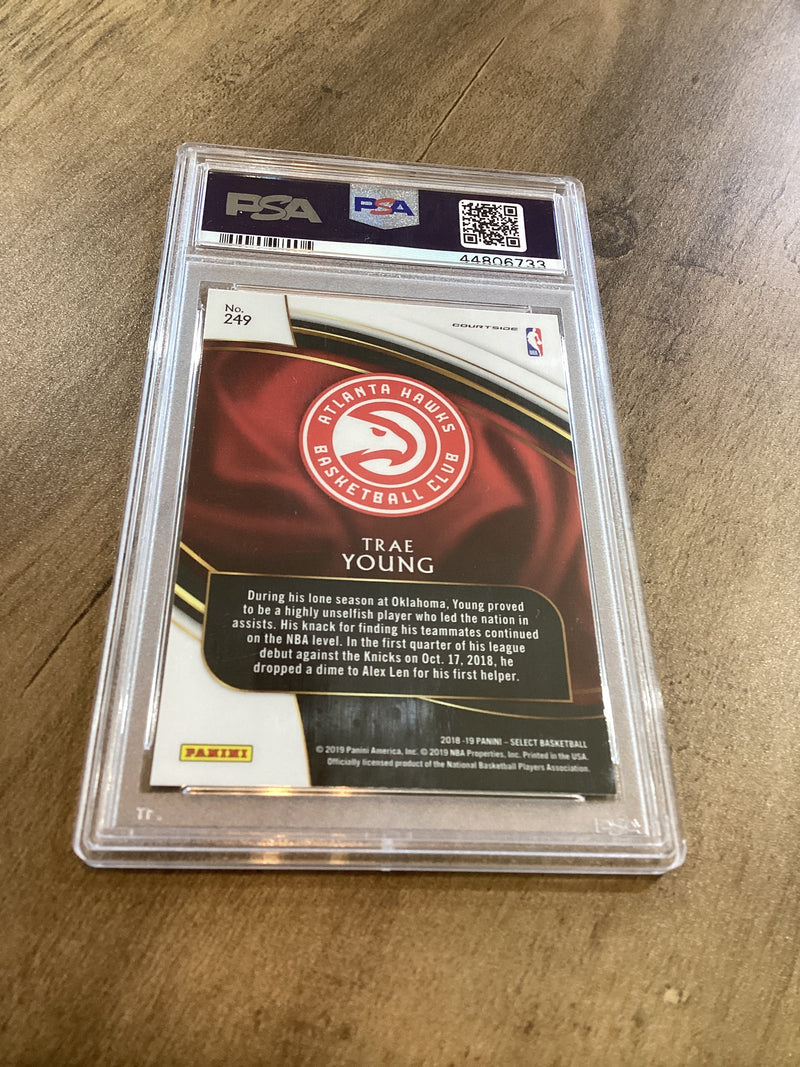 PSA
PSA
44806733
No.
249
COURTSIDE
NBA
ATLANTA HAWKS
BASKETBALL CLUB
TRAE
YOUNG
During his lone season at Oklahoma, Young proved
to be a highly unselfish player who led the nation in
assists. His knack for finding his teammates continued
on the NBA level. In the first quarter of his league
debut against the Knicks on Oct. 17, 2018, he
dropped a dime to Alex Len for his first helper.
2018-19 PANINI – SELECT BASKETBALL
© 2019 Panini America, Inc. © 2019 NBA Properties, Inc. Printed in the USA.
Officially licensed product of the National Basketball Players Association.
PANINI
PSA